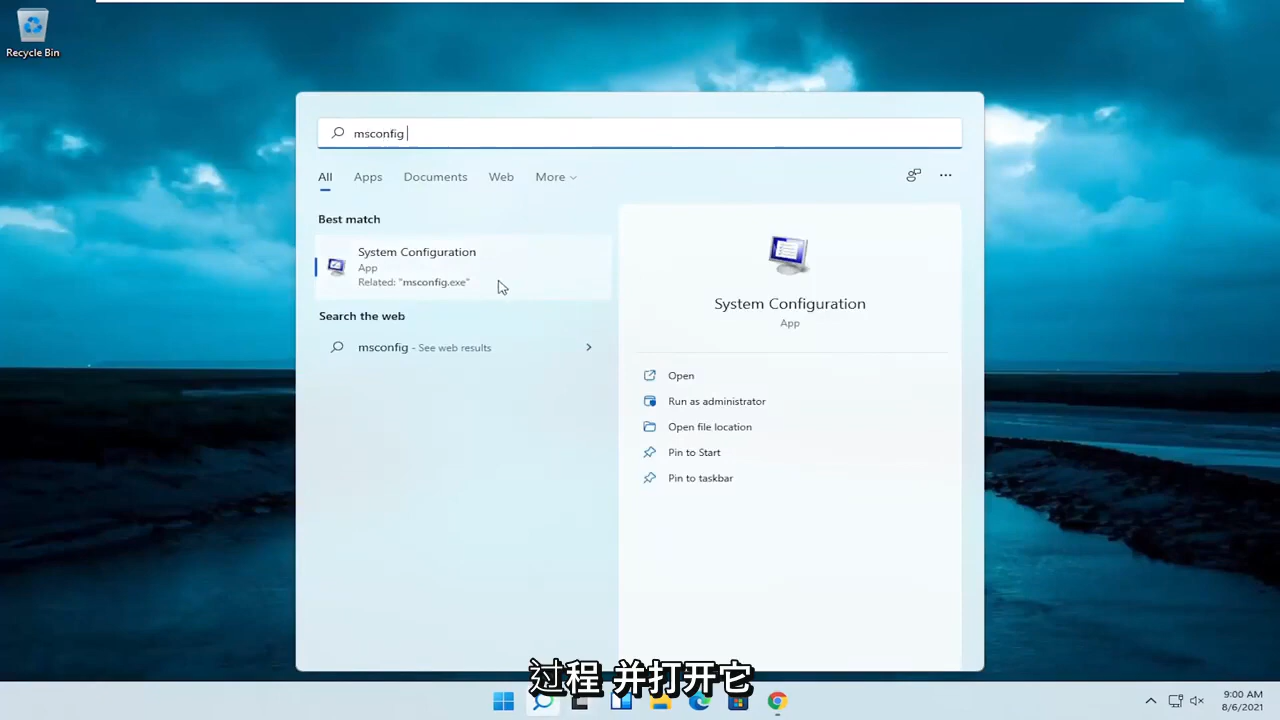 Recycle Bin
msconfig
All
Apps
Documents
Web
More
Best match
System Configuration
App
Related: "msconfig.exe"
Search the web
msconfig - See web results
System Configuration
App
Open
Run as administrator
Open file location
Pin to Start
Pin to taskbar
过程 并打开它
9:00 AM
8/6/2021